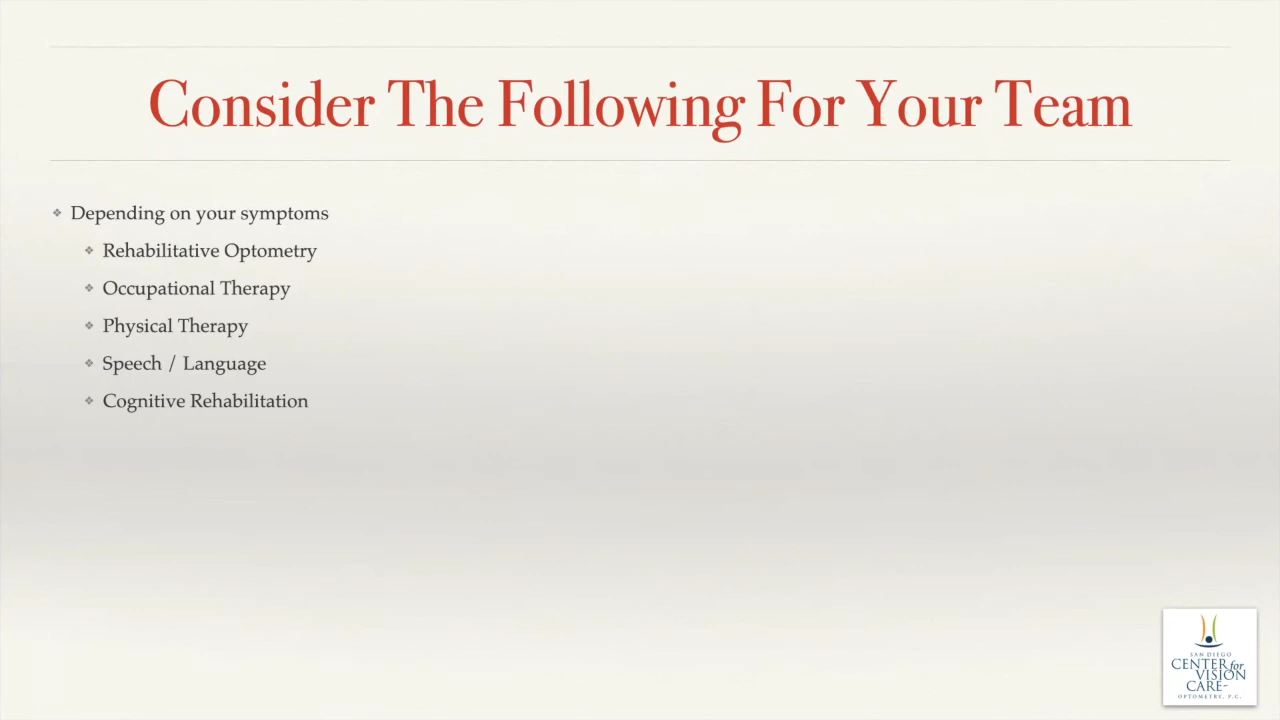 Consider The Following For Your Team
Depending on your symptoms
Rehabilitative Optometry
Occupational Therapy
Physical Therapy
Speech / Language
Cognitive Rehabilitation
SAN DIEGO
CENTER for
VISION
CARE
OPTOMETRY, P.C.